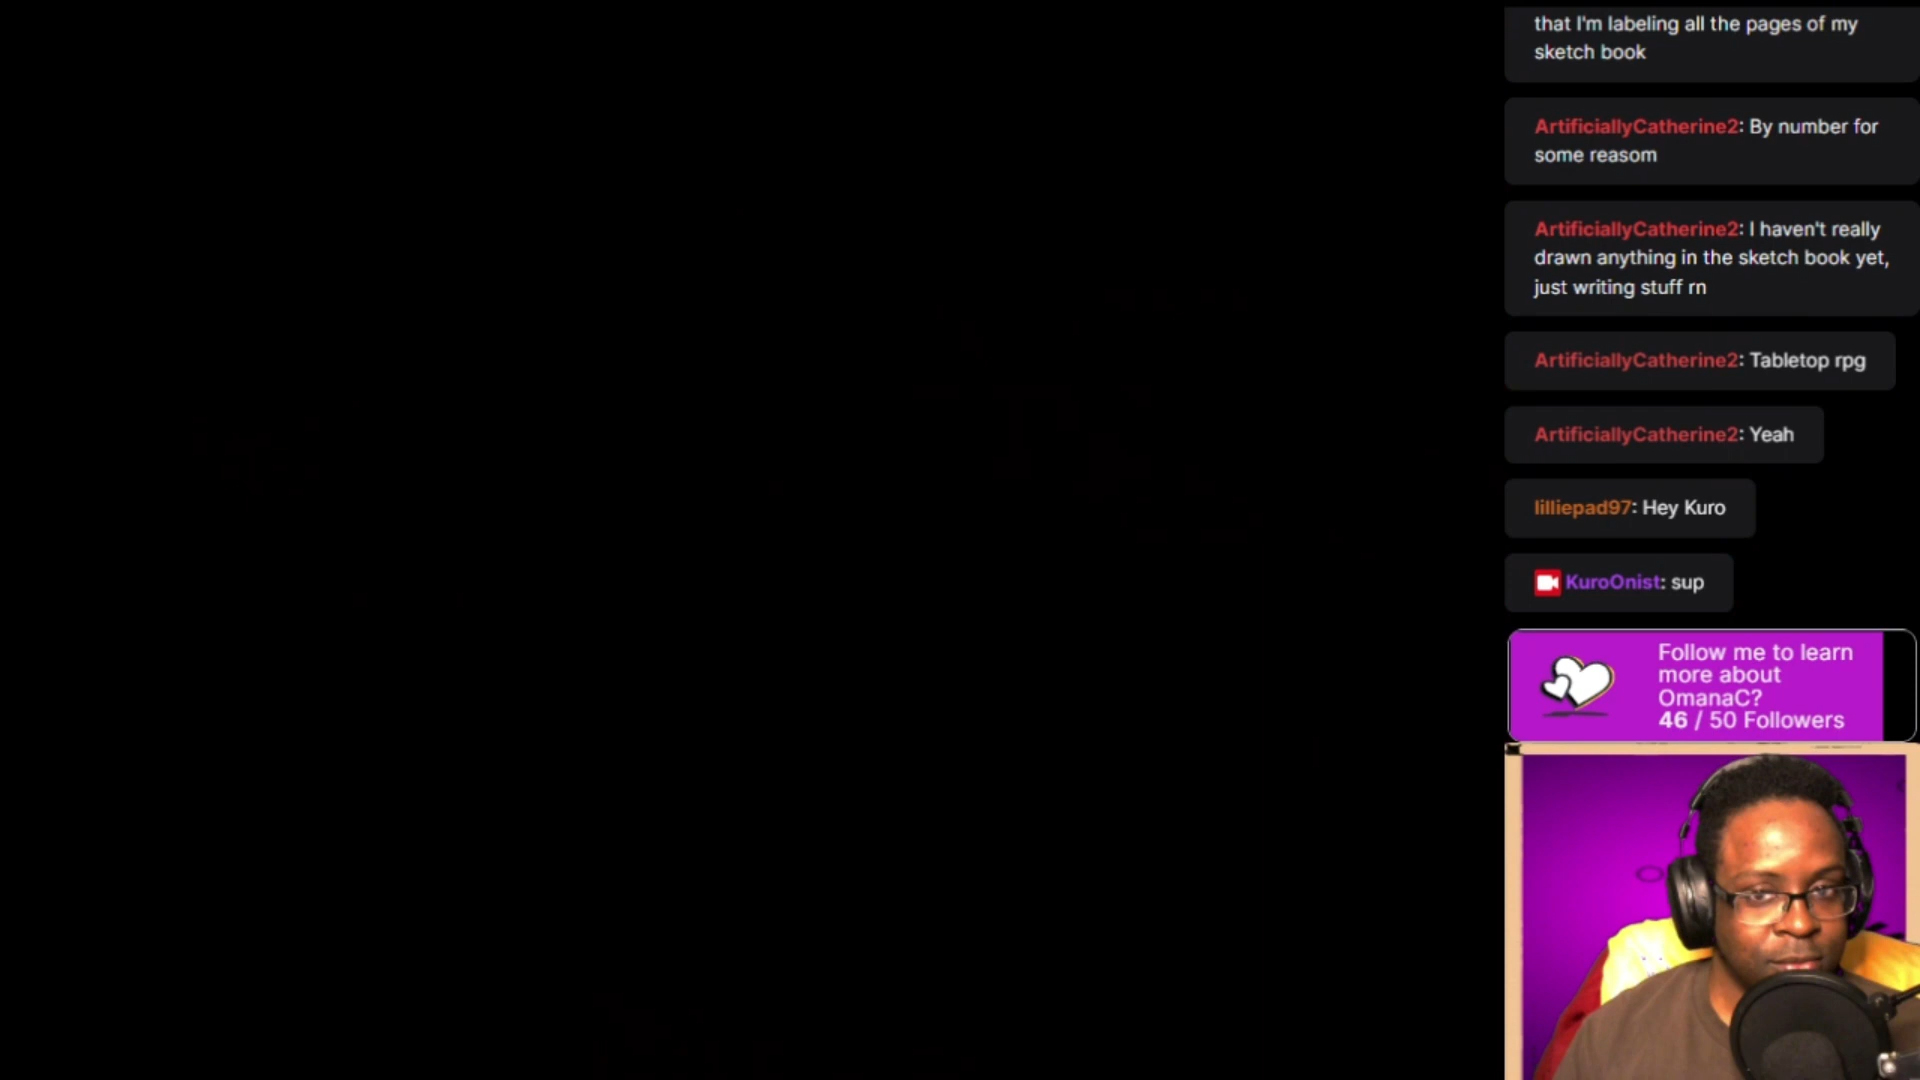 that I'm labeling all the pages of my
sketch book
ArtificiallyCatherine2: By number for
some reasom
ArtificiallyCatherine2: I haven't really
drawn anything in the sketch book yet,
just writing stuff rn
ArtificiallyCatherine2: Tabletop rpg
ArtificiallyCatherine2: Yeah
lilliepad97: Hey Kuro
KuroOnist: sup
Follow me to learn
more about
OmanaC?
46 / 50 Followers